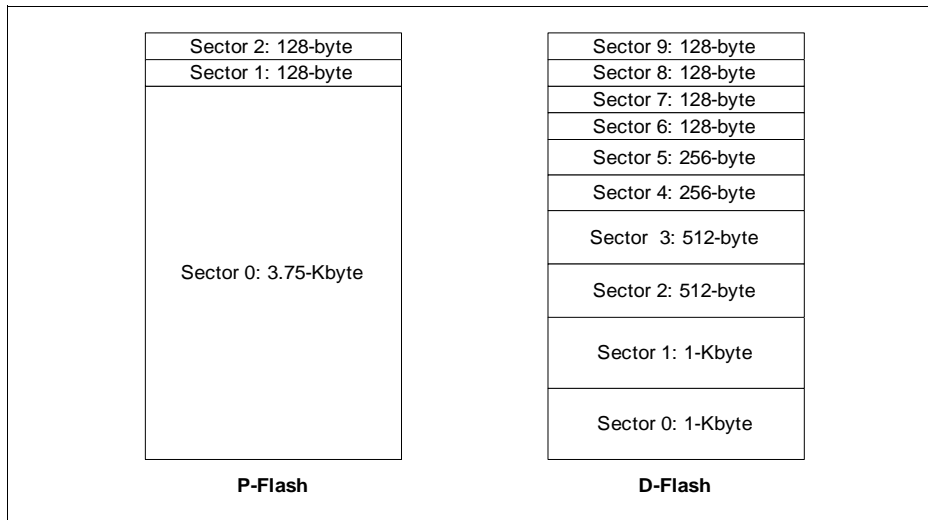 Sector 2: 128-byte
Sector 1: 128-byte
Sector 0: 3.75-Kbyte
P-Flash
Sector 9: 128-byte
Sector 8: 128-byte
Sector 7: 128-byte
Sector 6: 128-byte
Sector 5: 256-byte
Sector 4: 256-byte
Sector 3: 512-byte
Sector 2: 512-byte
Sector 1: 1-Kbyte
Sector 0: 1-Kbyte
D-Flash